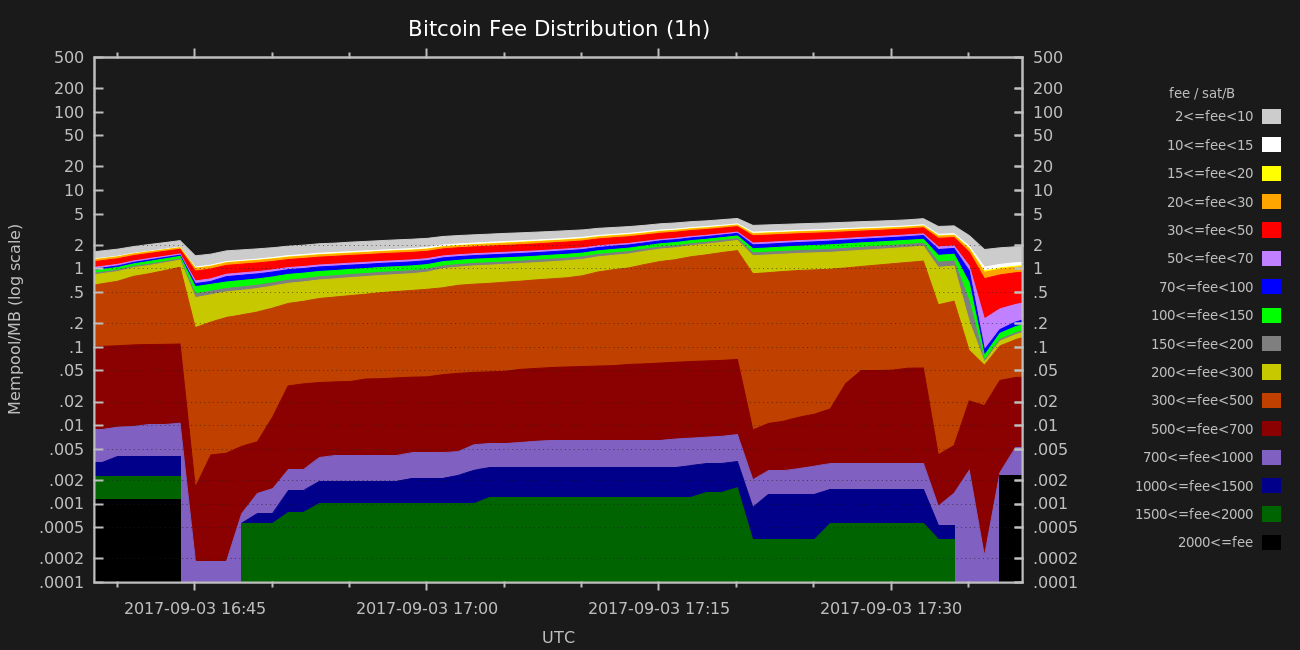 Bitcoin Fee Distribution (1h)
Mempool/MB (log scale)
500
200
100
50
20
10
5
2
1
.5
.2
.1
.05
.02
.01
.005
.002
.001
.0005
.0002
.0001
500
200
100
50
20
10
5
2
1
.5
.2
.1
.05
.02
.01
.005
.002
.001
.0005
.0002
.0001
2017-09-03 16:45 2017-09-03 17:00 2017-09-03 17:15 2017-09-03 17:30
UTC
fee / sat/B
2<=fee<10
10<=fee<15
15<=fee<20
20<=fee<30
30<=fee<50
50<=fee<70
70<=fee<100
100<=fee<150
150<=fee<200
200<=fee<300
300<=fee<500
500<=fee<700
700<=fee<1000
1000<=fee<1500
1500<=fee<2000
2000<=fee